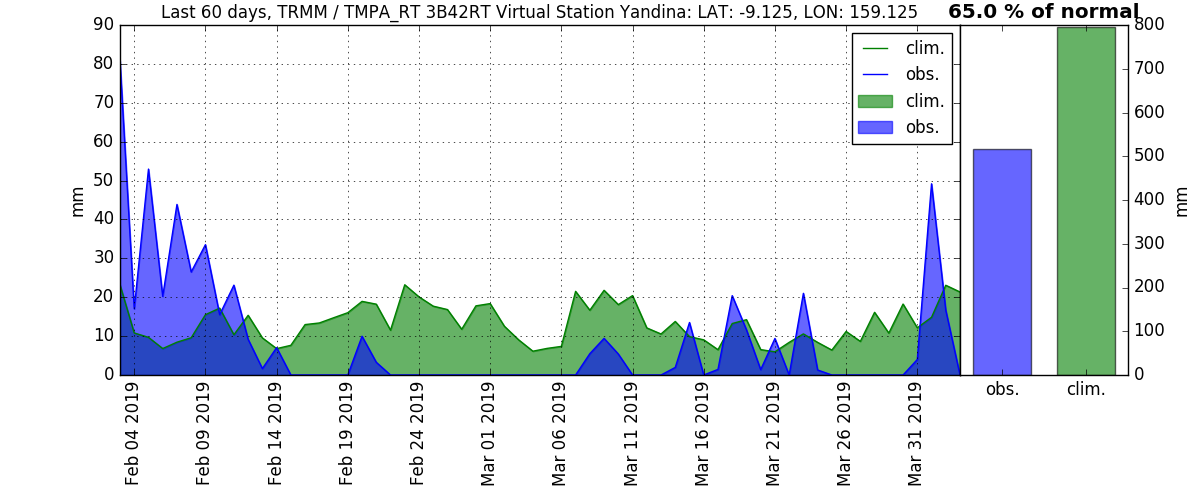 Last 60 days, TRMM / TMPA_RT 3B42RT Virtual Station Yandina: LAT: -9.125, LON: 159.125
65.0 % of normal
90
80
70
60
50
40
30
20
10
0
mm
clim.
obs.
clim.
obs.
800
700
600
500
400
300
200
100
0
mm
Feb 04 2019
Feb 09 2019
Feb 14 2019
Feb 19 2019
Feb 24 2019
Mar 01 2019
Mar 06 2019
Mar 11 2019
Mar 16 2019
Mar 21 2019
Mar 26 2019
Mar 31 2019
obs.
clim.